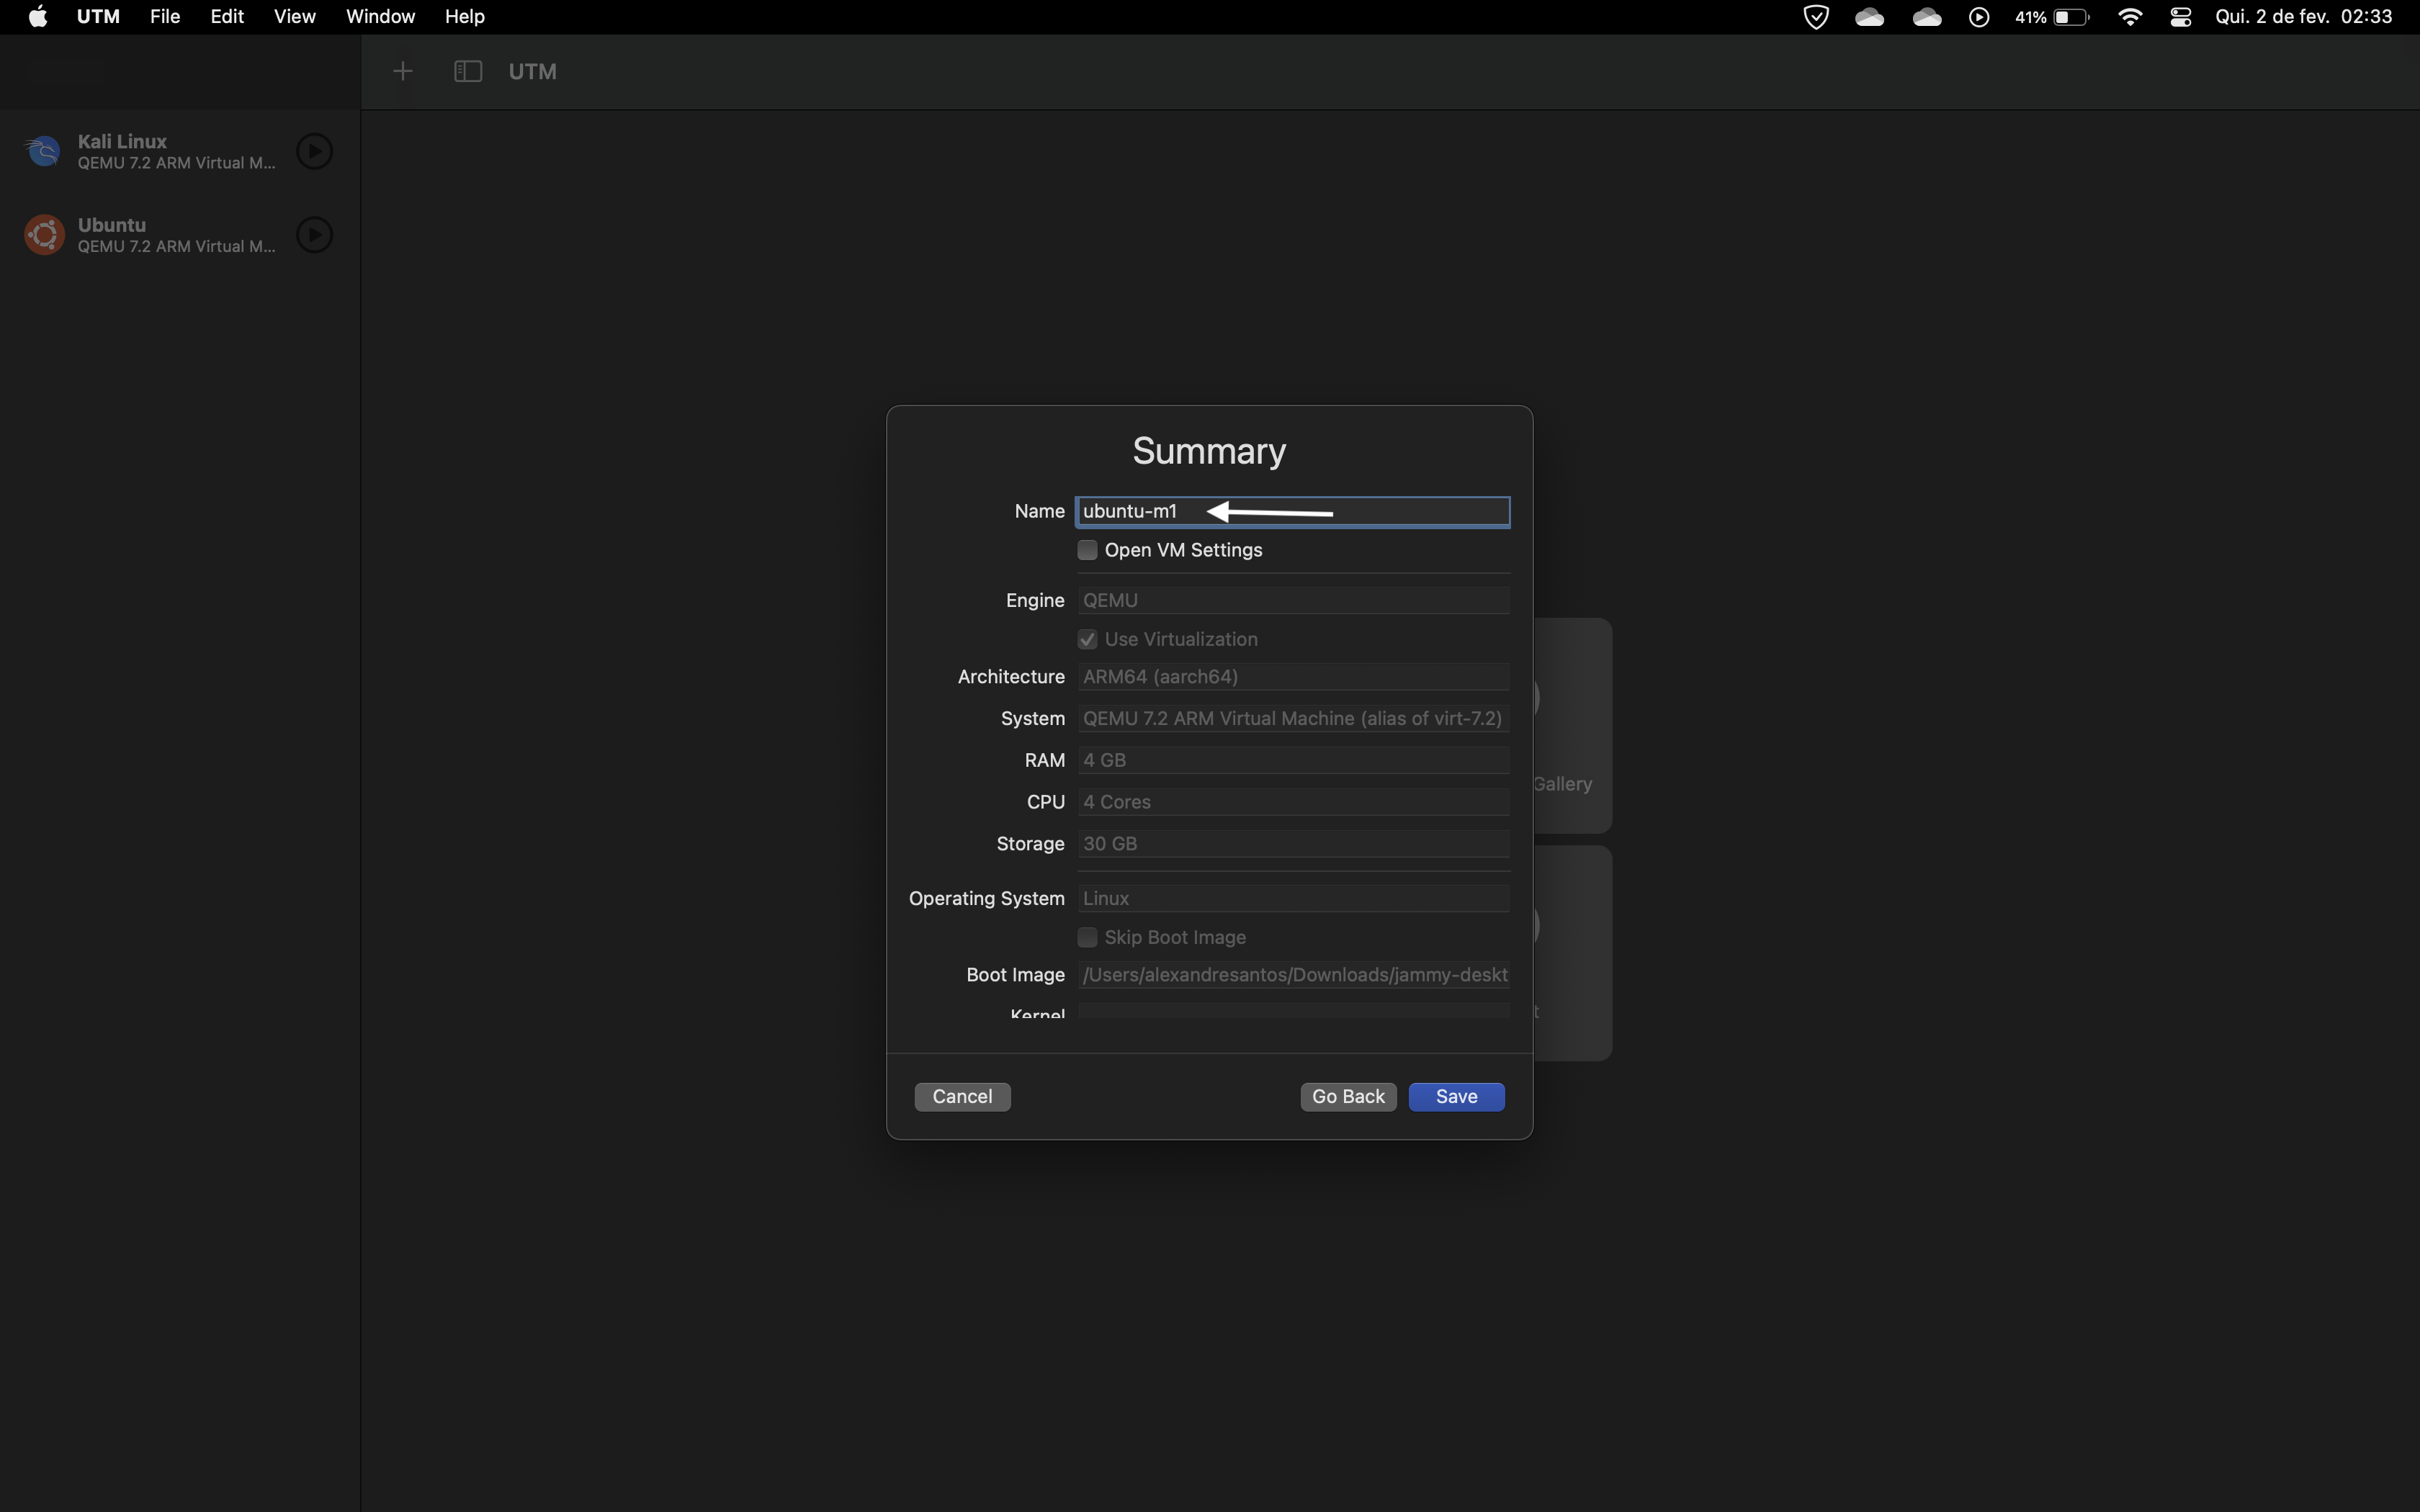 UTM File Edit View Window Help 41% Qui. 2 de fev. 02:33
UTM
Kali Linux
QEMU 7.2 ARM Virtual M...
Ubuntu
QEMU 7.2 ARM Virtual M...
Summary
Name ubuntu-m1
Open VM Settings
Engine QEMU
Use Virtualization
Architecture ARM64 (aarch64)
System QEMU 7.2 ARM Virtual Machine (alias of virt-7.2)
RAM 4 GB
CPU 4 Cores
Storage 30 GB
Operating System Linux
Skip Boot Image
Boot Image /Users/alexandresantos/Downloads/jammy-deskt
Kernel
Gallery
t
Cancel Go Back Save